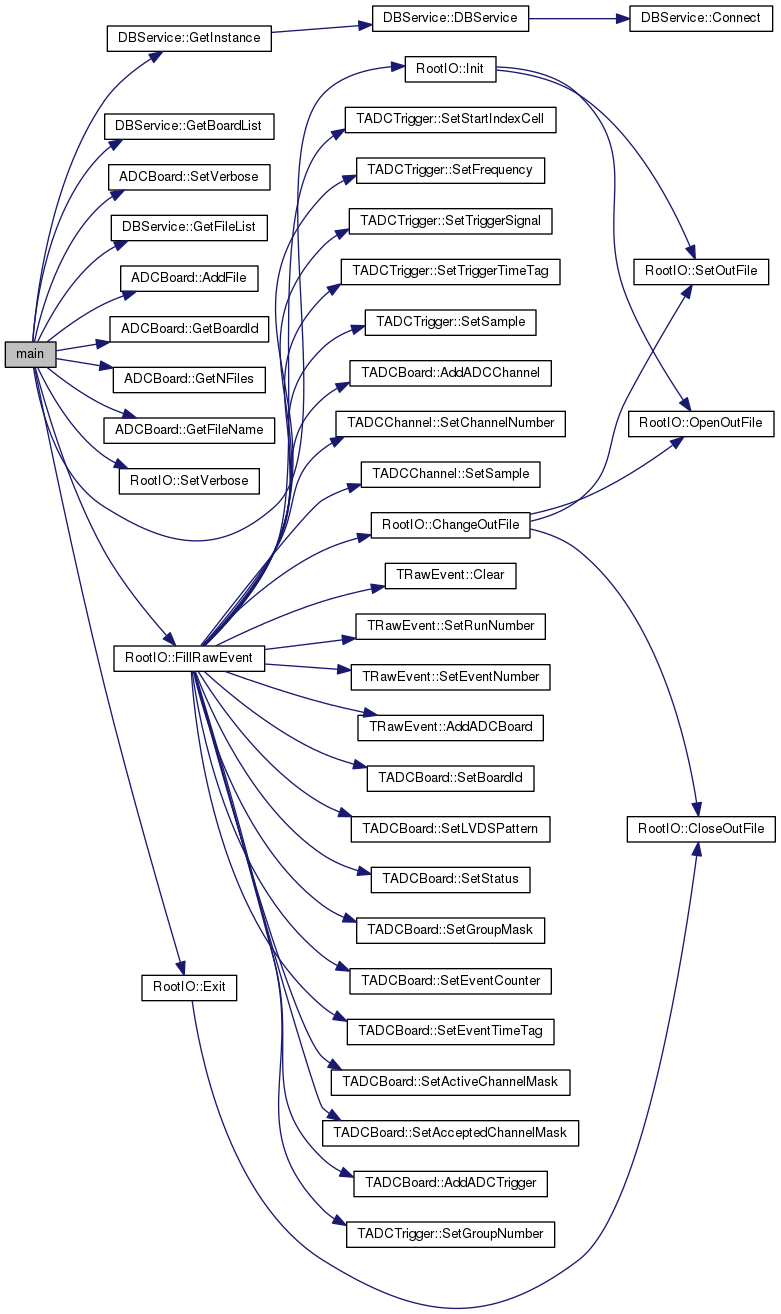 DBService::GetInstance
DBService::DBService
DBService::Connect
RootIO::Init
DBService::GetBoardList
TADCTrigger::SetStartIndexCell
ADCBoard::SetVerbose
TADCTrigger::SetFrequency
DBService::GetFileList
TADCTrigger::SetTriggerSignal
ADCBoard::AddFile
TADCTrigger::SetTriggerTimeTag
RootIO::SetOutFile
ADCBoard::GetBoardId
TADCTrigger::SetSample
main
ADCBoard::GetNFiles
TADCBoard::AddADCChannel
ADCBoard::GetFileName
TADCChannel::SetChannelNumber
RootIO::OpenOutFile
RootIO::SetVerbose
TADCChannel::SetSample
RootIO::ChangeOutFile
TRawEvent::Clear
TRawEvent::SetRunNumber
RootIO::FillRawEvent
TRawEvent::SetEventNumber
TRawEvent::AddADCBoard
TADCBoard::SetBoardId
TADCBoard::SetLVDSPattern
RootIO::CloseOutFile
TADCBoard::SetStatus
TADCBoard::SetGroupMask
TADCBoard::SetEventCounter
RootIO::Exit
TADCBoard::SetEventTimeTag
TADCBoard::SetActiveChannelMask
TADCBoard::SetAcceptedChannelMask
TADCBoard::AddADCTrigger
TADCTrigger::SetGroupNumber